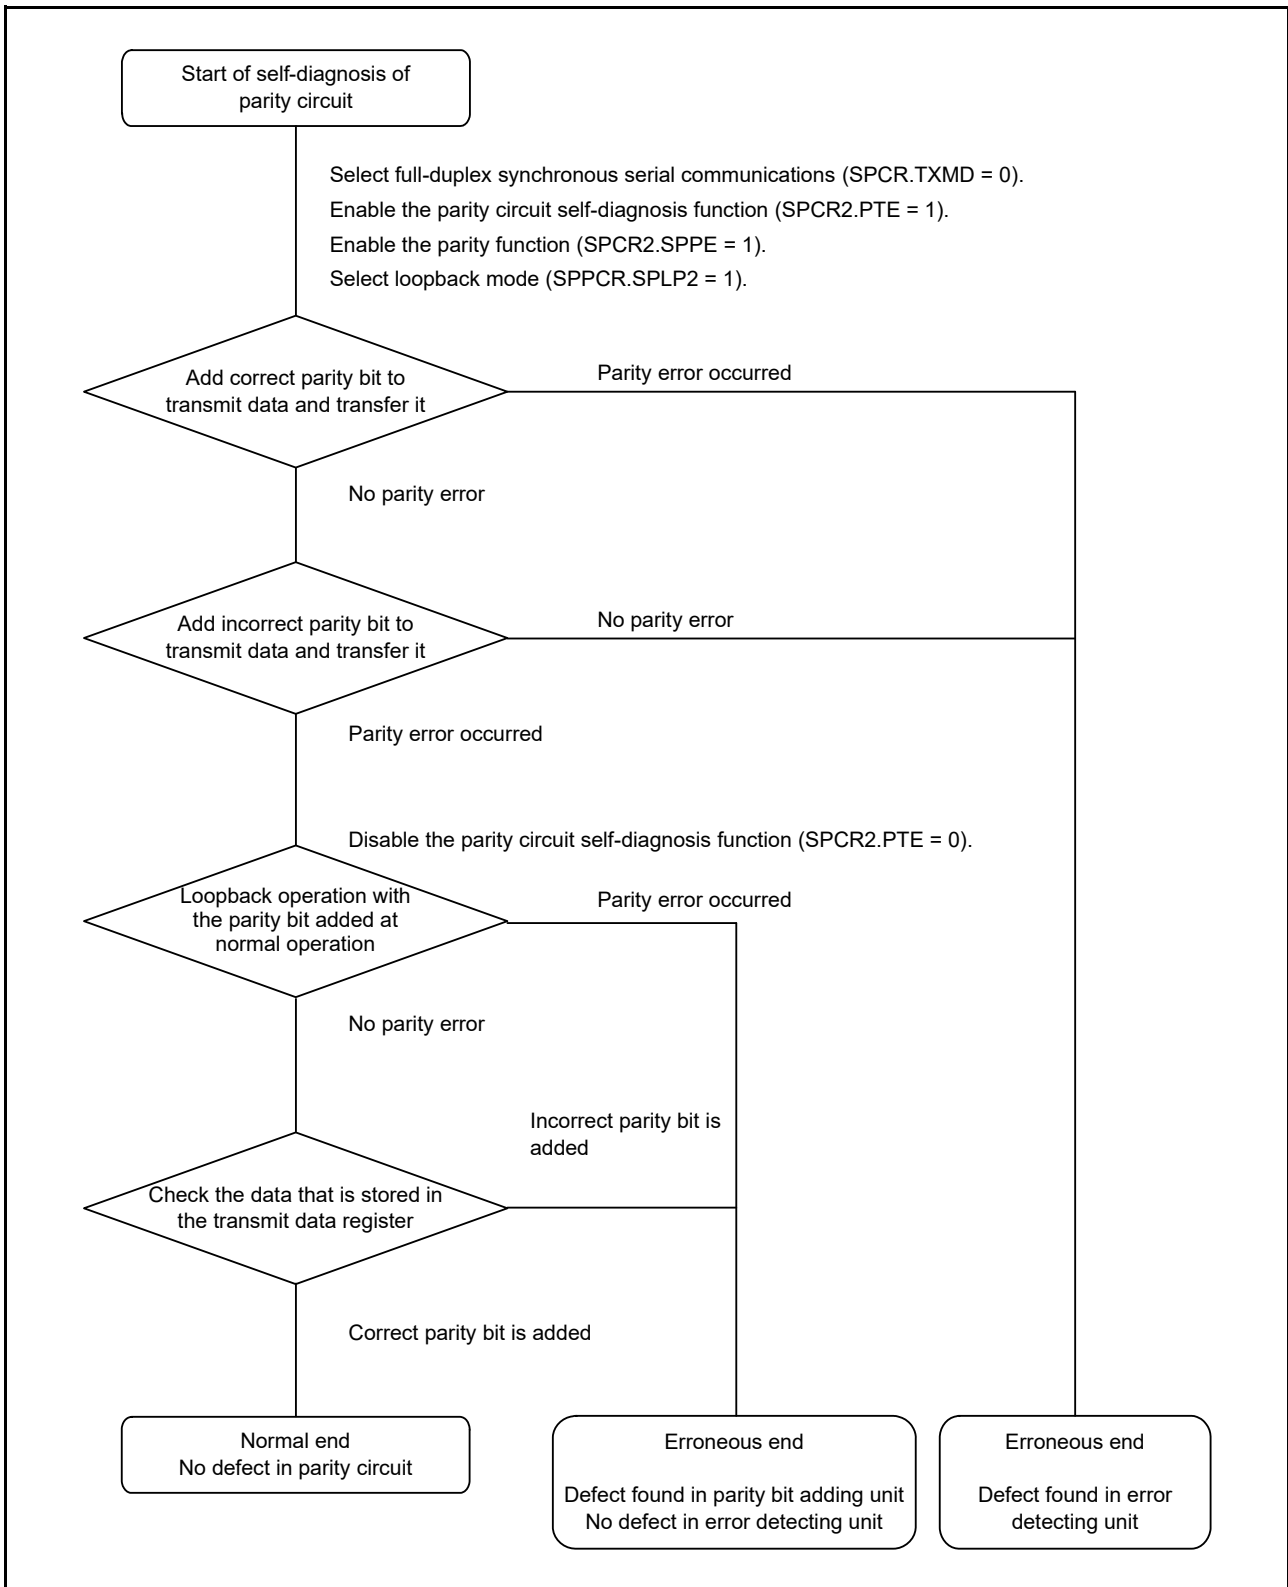 Start of self-diagnosis of
parity circuit
Select full-duplex synchronous serial communications (SPCR.TXMD = 0).
Enable the parity circuit self-diagnosis function (SPCR2.PTE = 1).
Enable the parity function (SPCR2.SPPE = 1).
Select loopback mode (SPPCR.SPLP2 = 1).
Add correct parity bit to
transmit data and transfer it
Parity error occurred
No parity error
Add incorrect parity bit to
transmit data and transfer it
No parity error
Parity error occurred
Disable the parity circuit self-diagnosis function (SPCR2.PTE = 0).
Loopback operation with
the parity bit added at
normal operation
Parity error occurred
No parity error
Incorrect parity bit is
added
Check the data that is stored in
the transmit data register
Correct parity bit is added
Normal end
No defect in parity circuit
Erroneous end
Defect found in parity bit adding unit
No defect in error detecting unit
Erroneous end
Defect found in error
detecting unit